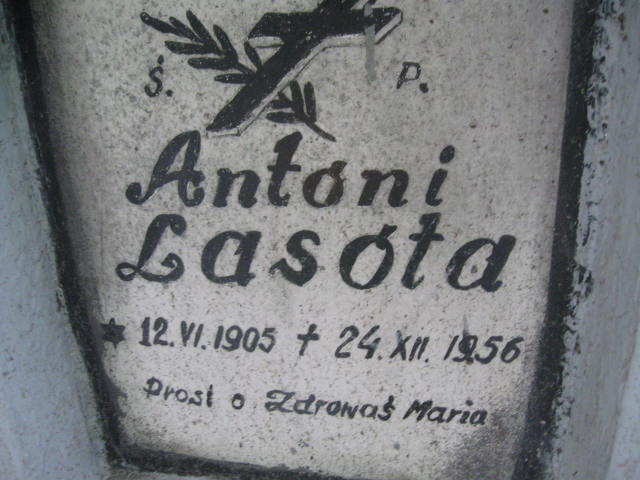 Ś. P.
Antoni
Lasota
* 12. VI. 1905 † 24. XII. 1956
Prosi o Zdrowaś Maria